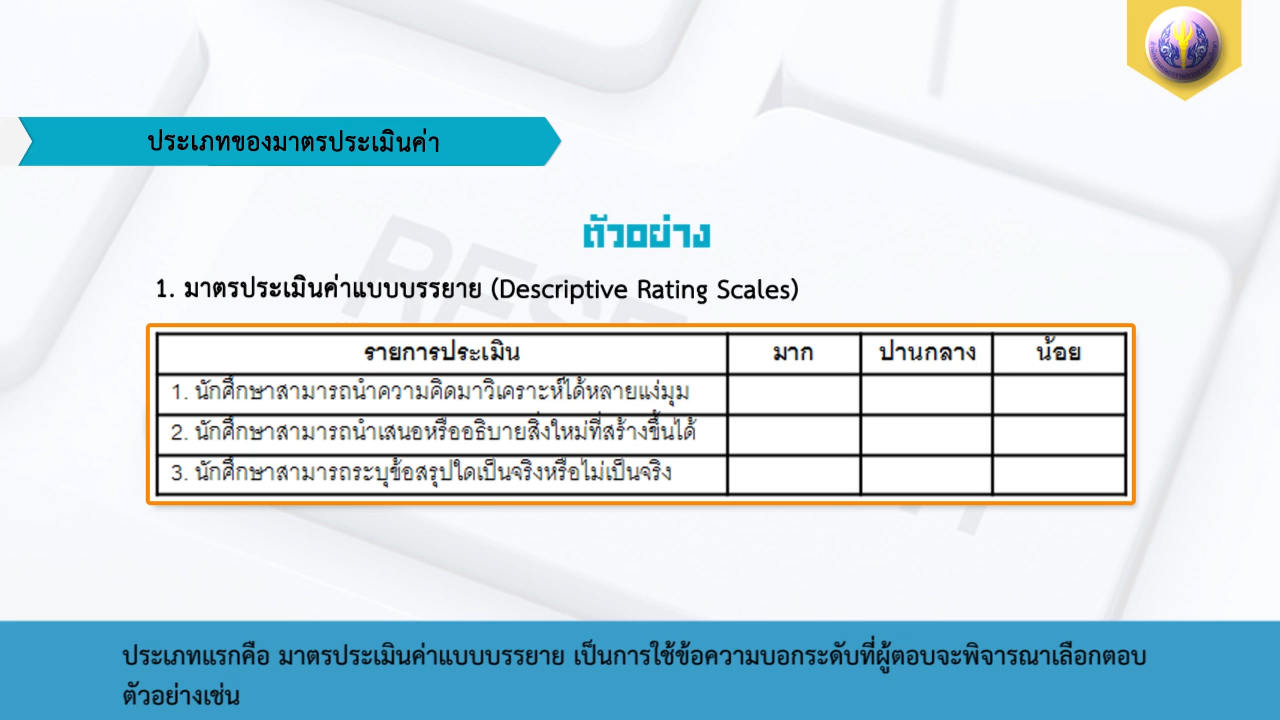 ประเภทของมาตรประเมินค่า
ตัวอย่าง
1. มาตรประเมินค่าแบบบรรยาย (Descriptive Rating Scales)
รายการประเมิน มาก ปานกลาง น้อย
1. นักศึกษาสามารถนำความคิดมาวิเคราะห์ได้หลายแง่มุม
2. นักศึกษาสามารถนำเสนอหรืออธิบายสิ่งใหม่ที่สร้างขึ้นได้
3. นักศึกษาสามารถระบุข้อสรุปใดเป็นจริงหรือไม่เป็นจริง
ประเภทแรกคือ มาตรประเมินค่าแบบบรรยาย เป็นการใช้ข้อความบอกระดับที่ผู้ตอบจะพิจารณาเลือกตอบ
ตัวอย่างเช่น